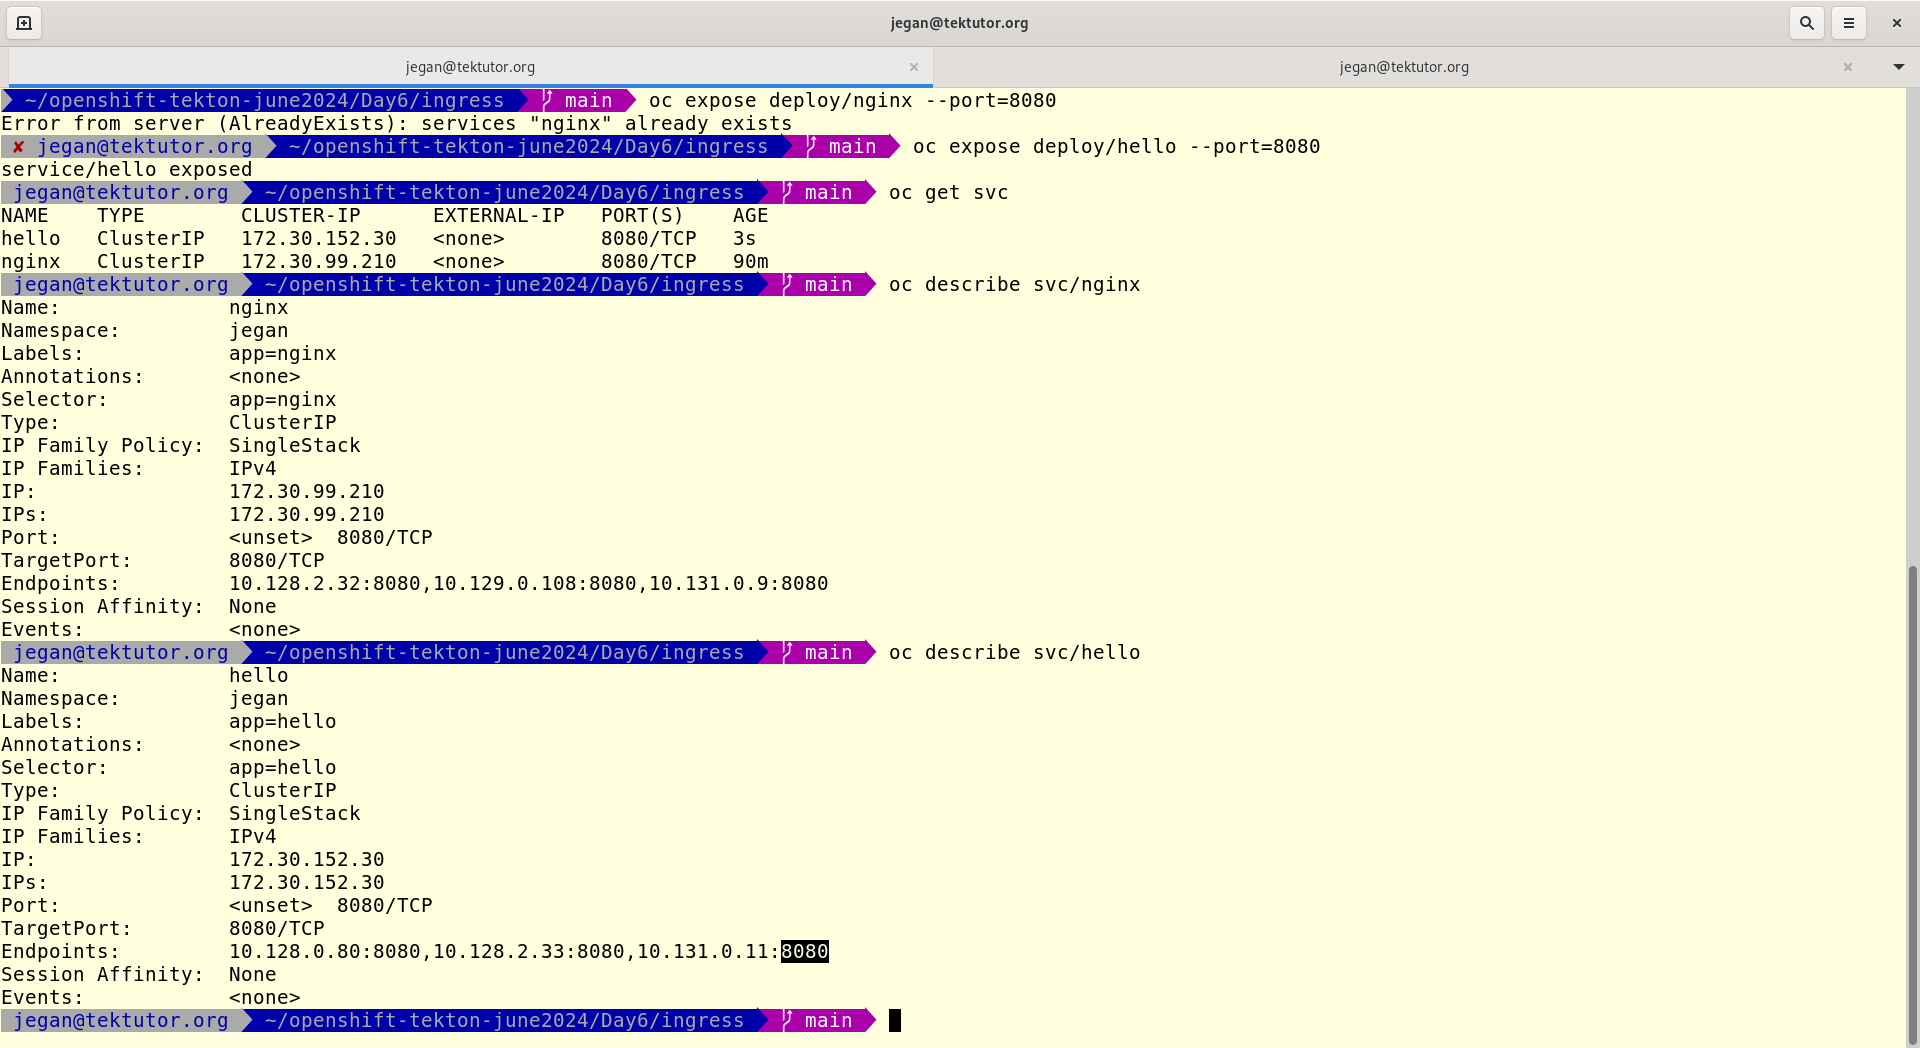 jegan@tektutor.org
jegan@tektutor.org jegan@tektutor.org
~/openshift-tekton-june2024/Day6/ingress main oc expose deploy/nginx --port=8080
Error from server (AlreadyExists): services "nginx" already exists
✘ jegan@tektutor.org ~/openshift-tekton-june2024/Day6/ingress main oc expose deploy/hello --port=8080
service/hello exposed
jegan@tektutor.org ~/openshift-tekton-june2024/Day6/ingress main oc get svc
NAME TYPE CLUSTER-IP EXTERNAL-IP PORT(S) AGE
hello ClusterIP 172.30.152.30 <none> 8080/TCP 3s
nginx ClusterIP 172.30.99.210 <none> 8080/TCP 90m
jegan@tektutor.org ~/openshift-tekton-june2024/Day6/ingress main oc describe svc/nginx
Name: nginx
Namespace: jegan
Labels: app=nginx
Annotations: <none>
Selector: app=nginx
Type: ClusterIP
IP Family Policy: SingleStack
IP Families: IPv4
IP: 172.30.99.210
IPs: 172.30.99.210
Port: <unset> 8080/TCP
TargetPort: 8080/TCP
Endpoints: 10.128.2.32:8080,10.129.0.108:8080,10.131.0.9:8080
Session Affinity: None
Events: <none>
jegan@tektutor.org ~/openshift-tekton-june2024/Day6/ingress main oc describe svc/hello
Name: hello
Namespace: jegan
Labels: app=hello
Annotations: <none>
Selector: app=hello
Type: ClusterIP
IP Family Policy: SingleStack
IP Families: IPv4
IP: 172.30.152.30
IPs: 172.30.152.30
Port: <unset> 8080/TCP
TargetPort: 8080/TCP
Endpoints: 10.128.0.80:8080,10.128.2.33:8080,10.131.0.11:8080
Session Affinity: None
Events: <none>
jegan@tektutor.org ~/openshift-tekton-june2024/Day6/ingress main